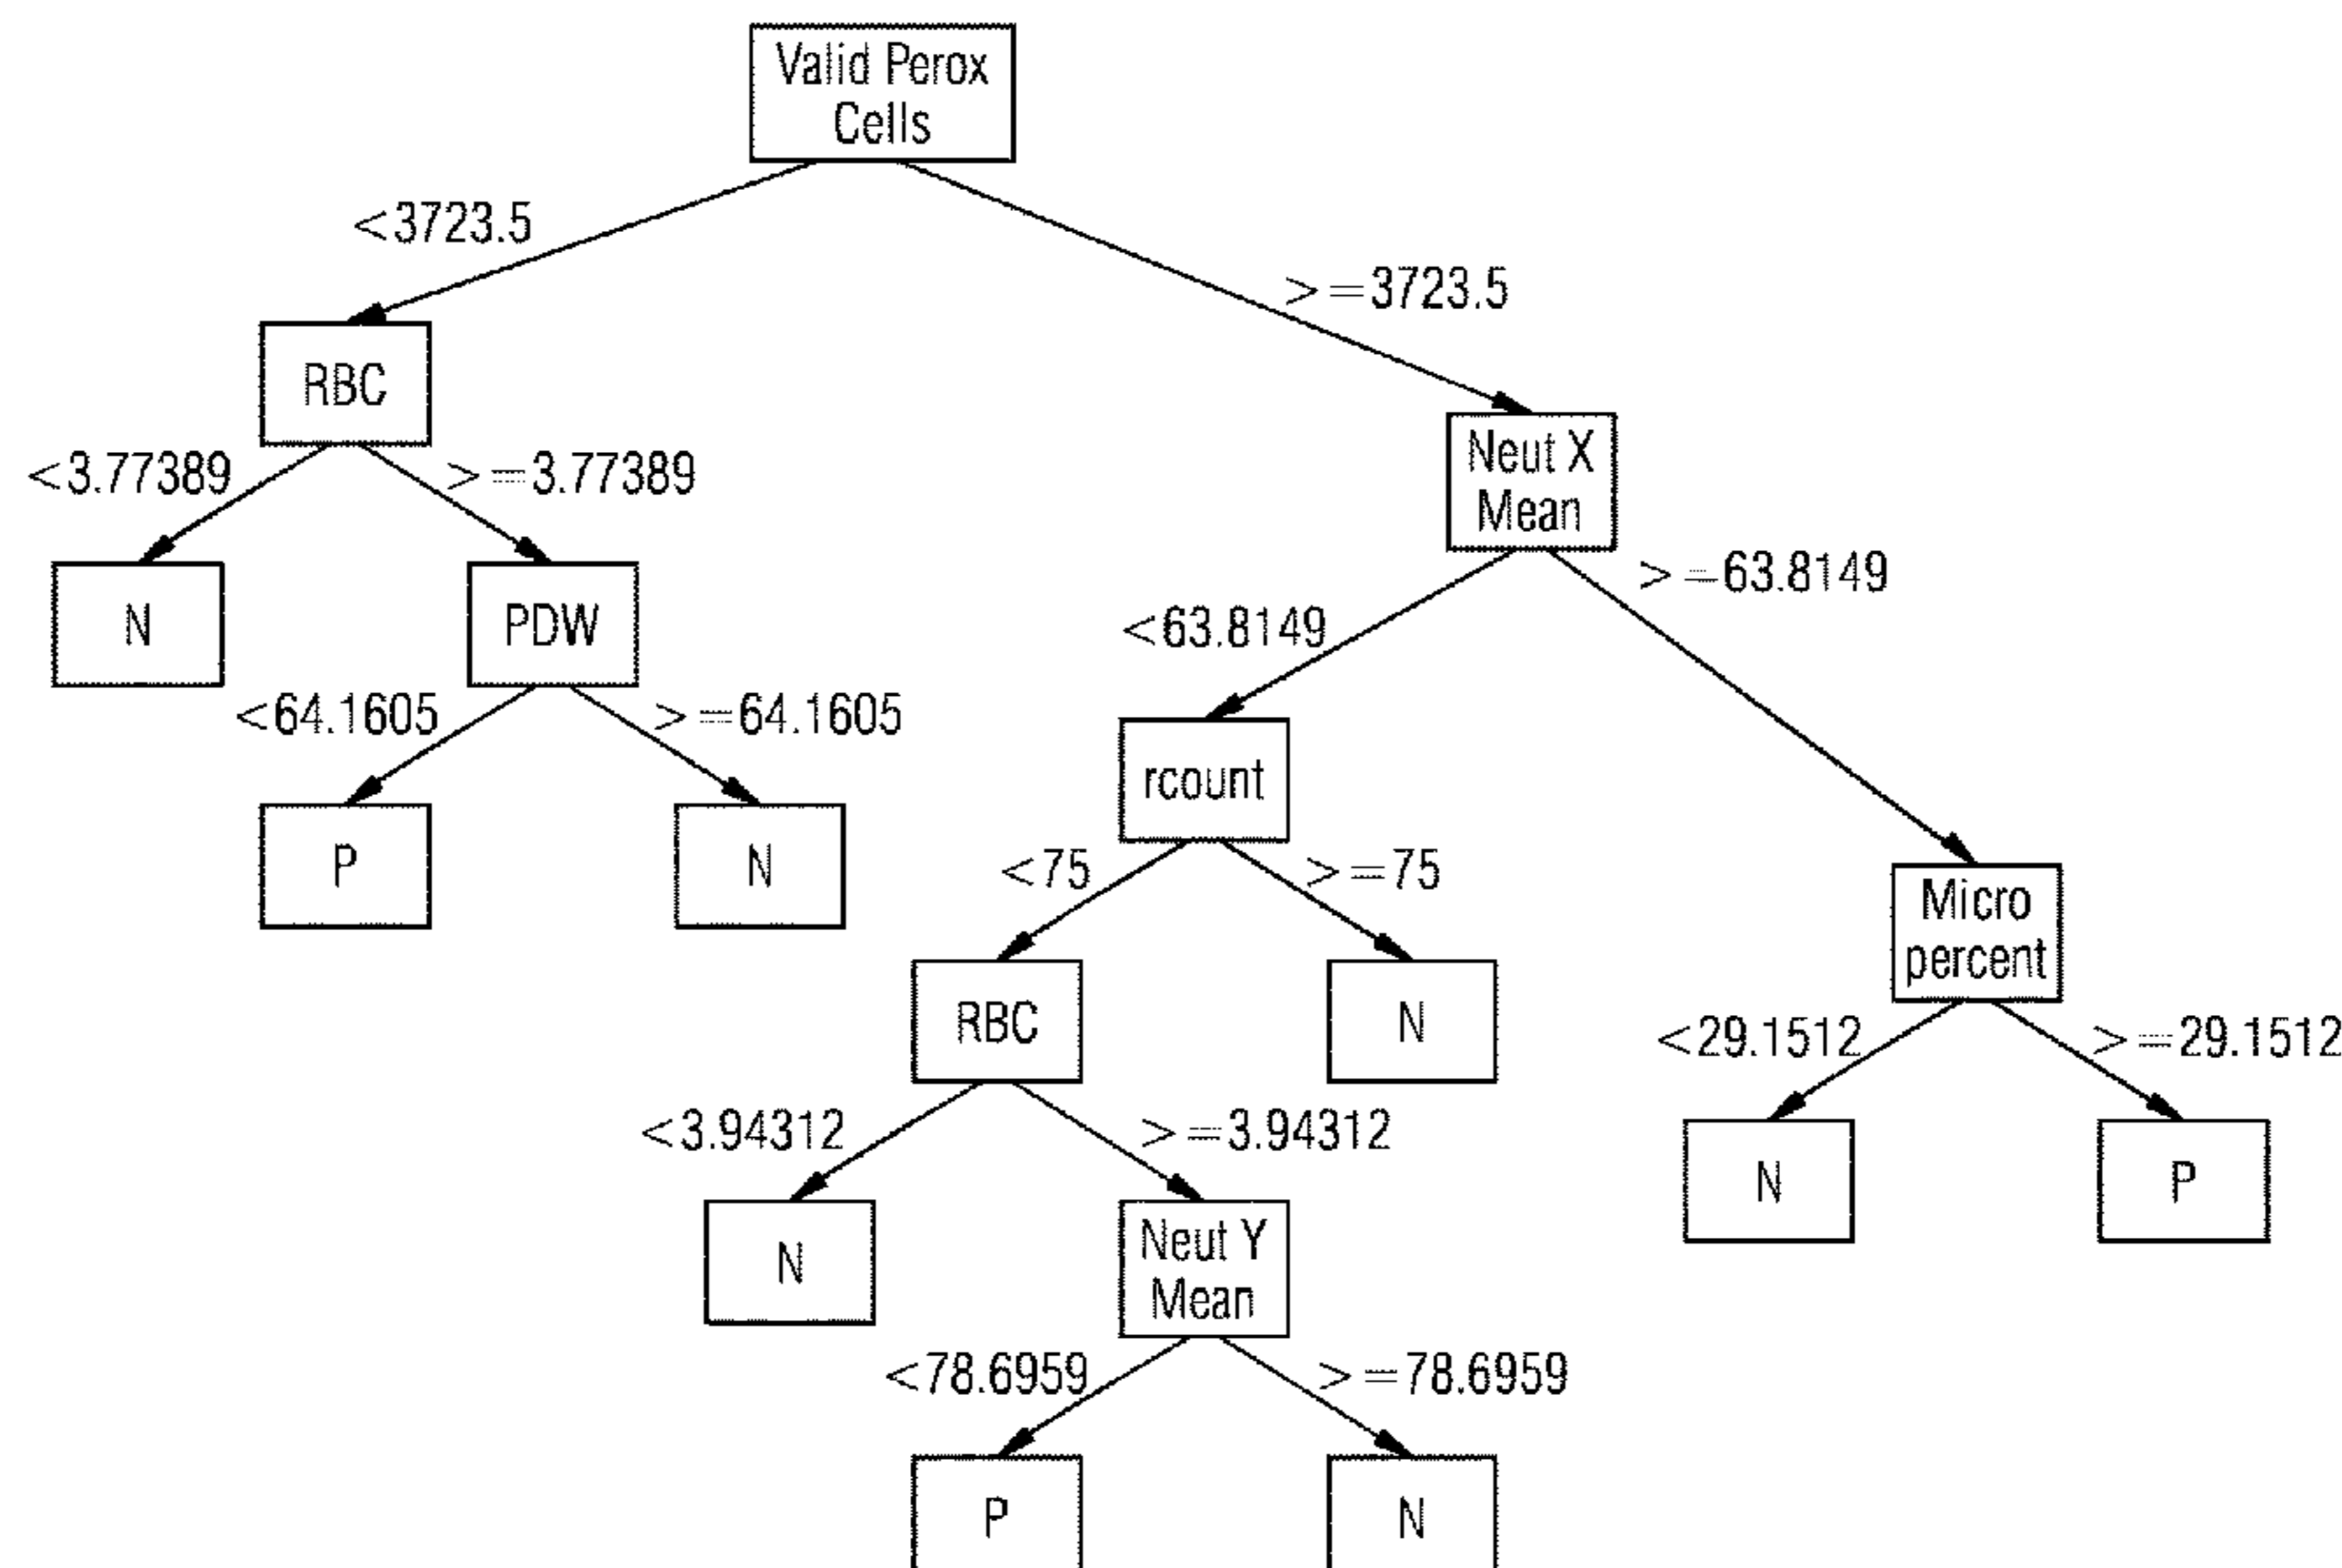 Valid Perox
Cells
<3723.5
>=3723.5
RBC
Neut X
Mean
<3.77389
>=3.77389
>=63.8149
N
PDW
<63.8149
<64.1605
>=64.1605
rcount
P
N
<75
>=75
Micro
percent
RBC
N
<29.1512
>=29.1512
<3.94312
>=3.94312
N
P
N
Neut Y
Mean
<78.6959
>=78.6959
P
N